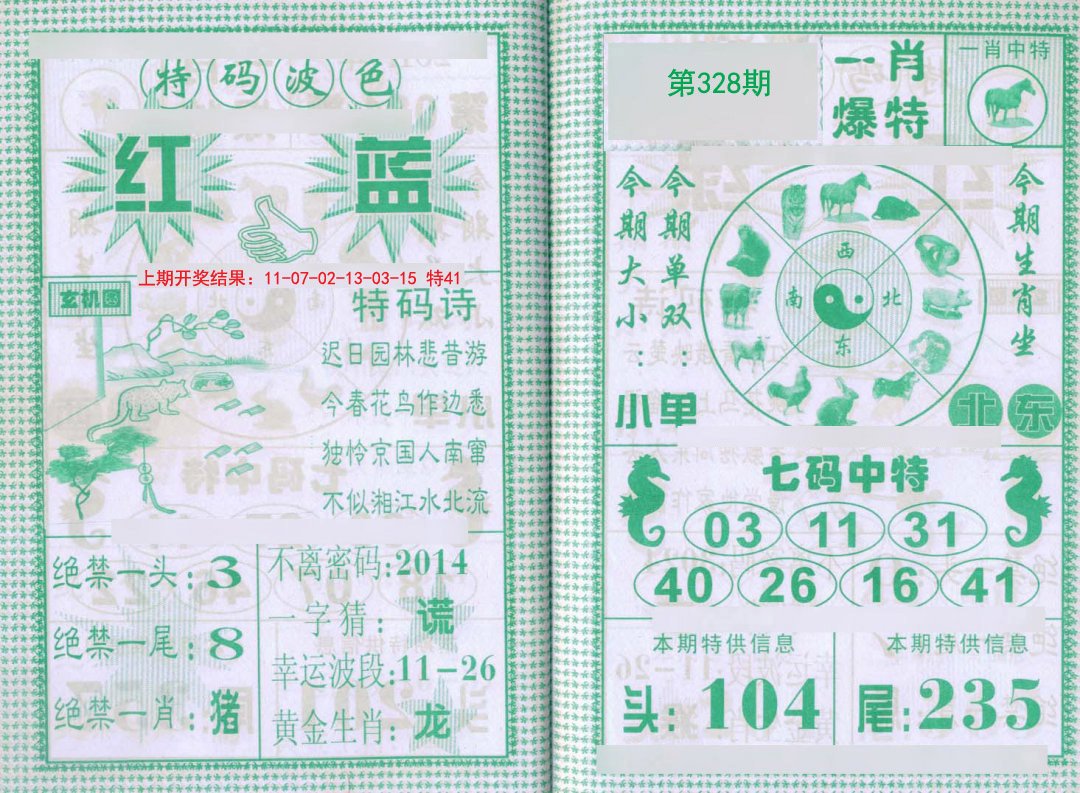 特码波色
红 蓝
上期开奖结果：11-07-02-13-03-15 特41
玄机图
特码诗
迟日园林悲昔游
今春花鸟作边悉
独怜京国人南窜
不似湘江水北流
绝禁一头：3
绝禁一尾：8
绝禁一肖：猪
不离密码：2014
一字猜：谎
幸运波段：11-26
黄金生肖：龙
第328期
一肖
爆特
一肖中特
今期大小：小
今期单双：单
西
南 北
东
今期生肖坐
北东
七码中特
03 11 31
40 26 16 41
本期特供信息
头：104
本期特供信息
尾：235